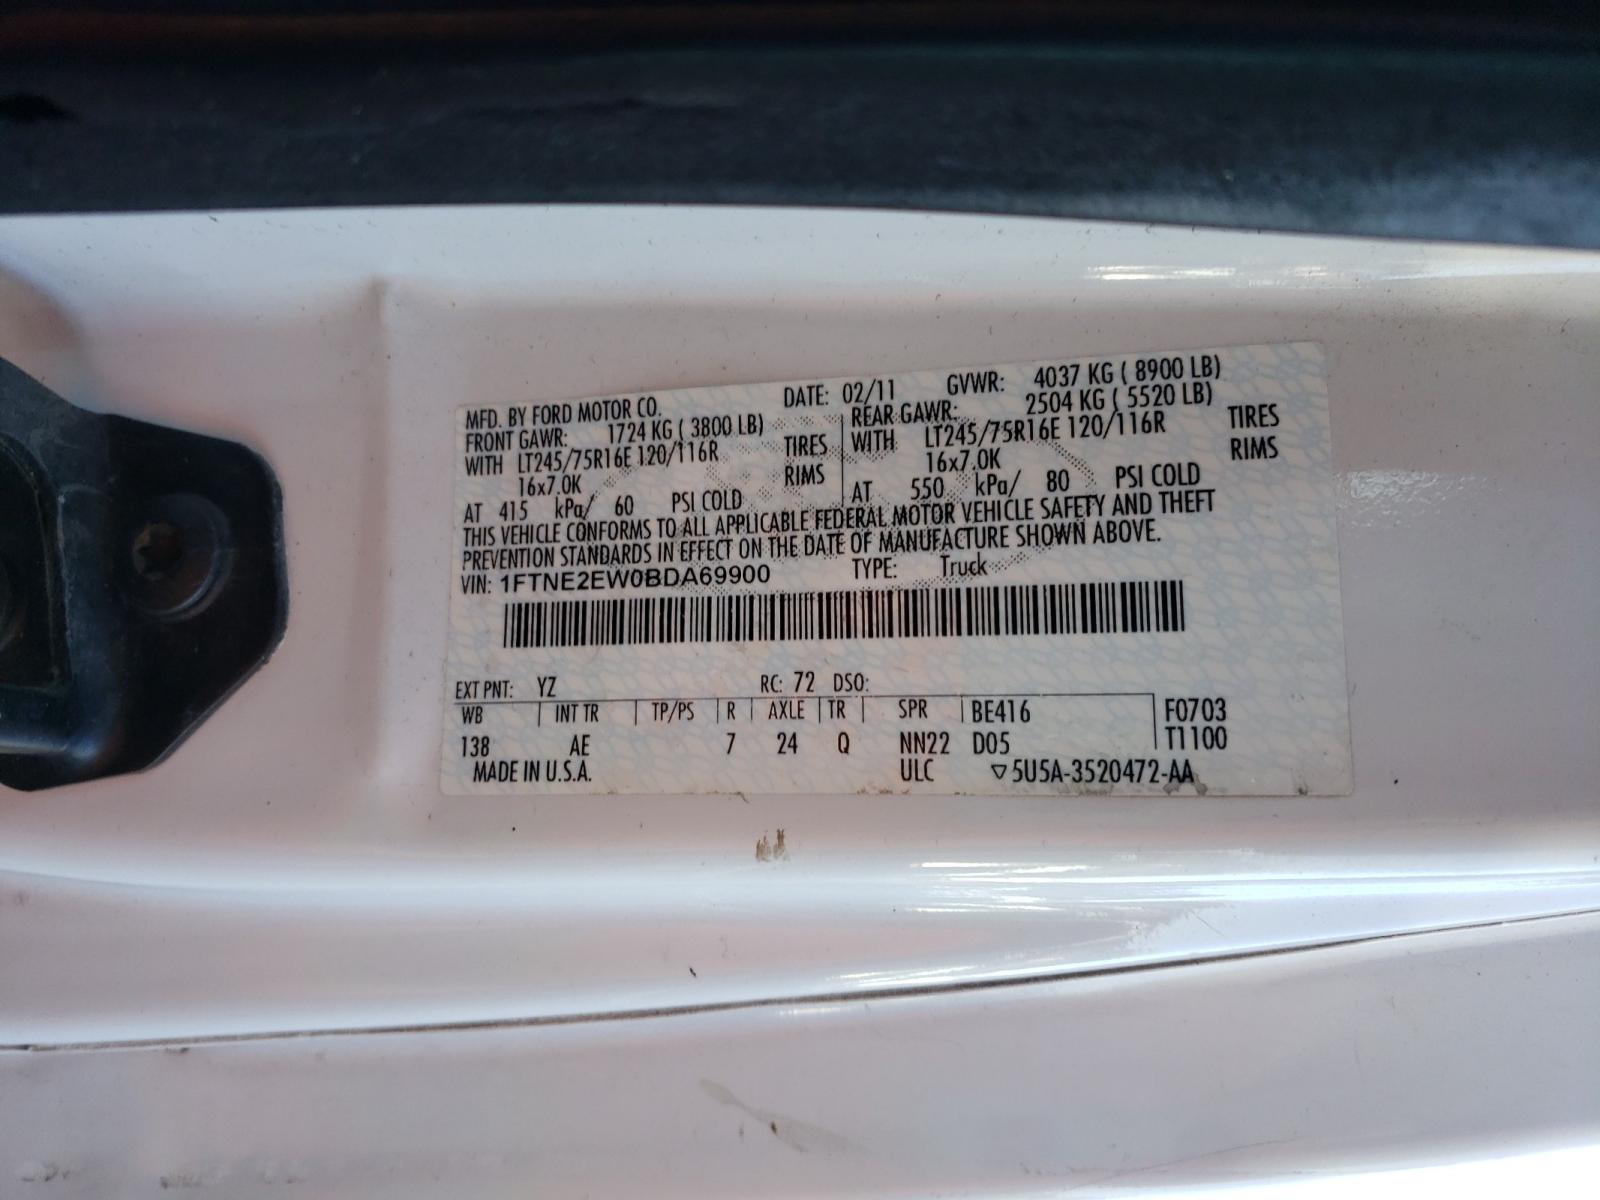 MFD. BY FORD MOTOR CO. DATE: 02/11 GVWR: 4037 KG ( 8900 LB)
FRONT GAWR: 1724 KG ( 3800 LB) REAR GAWR: 2504 KG ( 5520 LB)
WITH LT245/75R16E 120/116R TIRES WITH LT245/75R16E 120/116R TIRES
16x7.0K RIMS 16x7.0K RIMS
AT 415 kPa/ 60 PSI COLD AT 550 kPa/ 80 PSI COLD
THIS VEHICLE CONFORMS TO ALL APPLICABLE FEDERAL MOTOR VEHICLE SAFETY AND THEFT
PREVENTION STANDARDS IN EFFECT ON THE DATE OF MANUFACTURE SHOWN ABOVE.
VIN: 1FTNE2EW0BDA69900 TYPE: Truck
EXT PNT: YZ RC: 72 DSO:
WB INT TR TP/PS R AXLE TR SPR BE416 F0703
138 AE 7 24 Q NN22 D05 T1100
MADE IN U.S.A. ULC ▽5U5A-3520472-AA